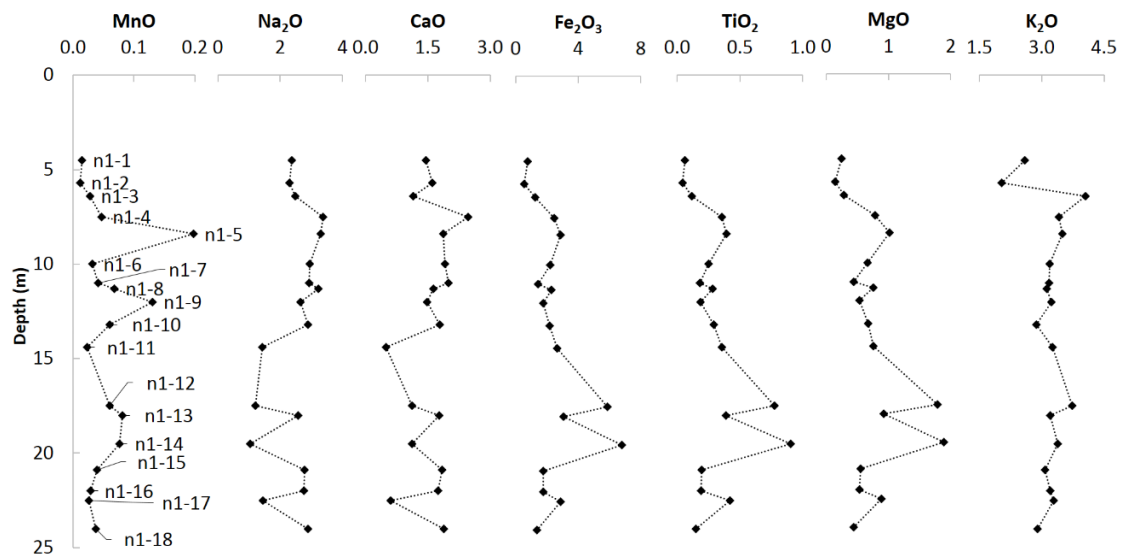 MnO Na₂O CaO Fe₂O₃ TiO₂ MgO K₂O
0.0 0.1 0.2 2 4 0.0 1.5 3.0 0 4 8 0.0 0.5 1.0 0 1 2 1.5 3.0 4.5
0
n1-1
5
n1-2
n1-3
n1-4
n1-5
n1-6
10
n1-7
n1-8
n1-9
n1-10
n1-11
15
n1-12
n1-13
n1-14
20
n1-15
n1-16
n1-17
n1-18
25
Depth (m)